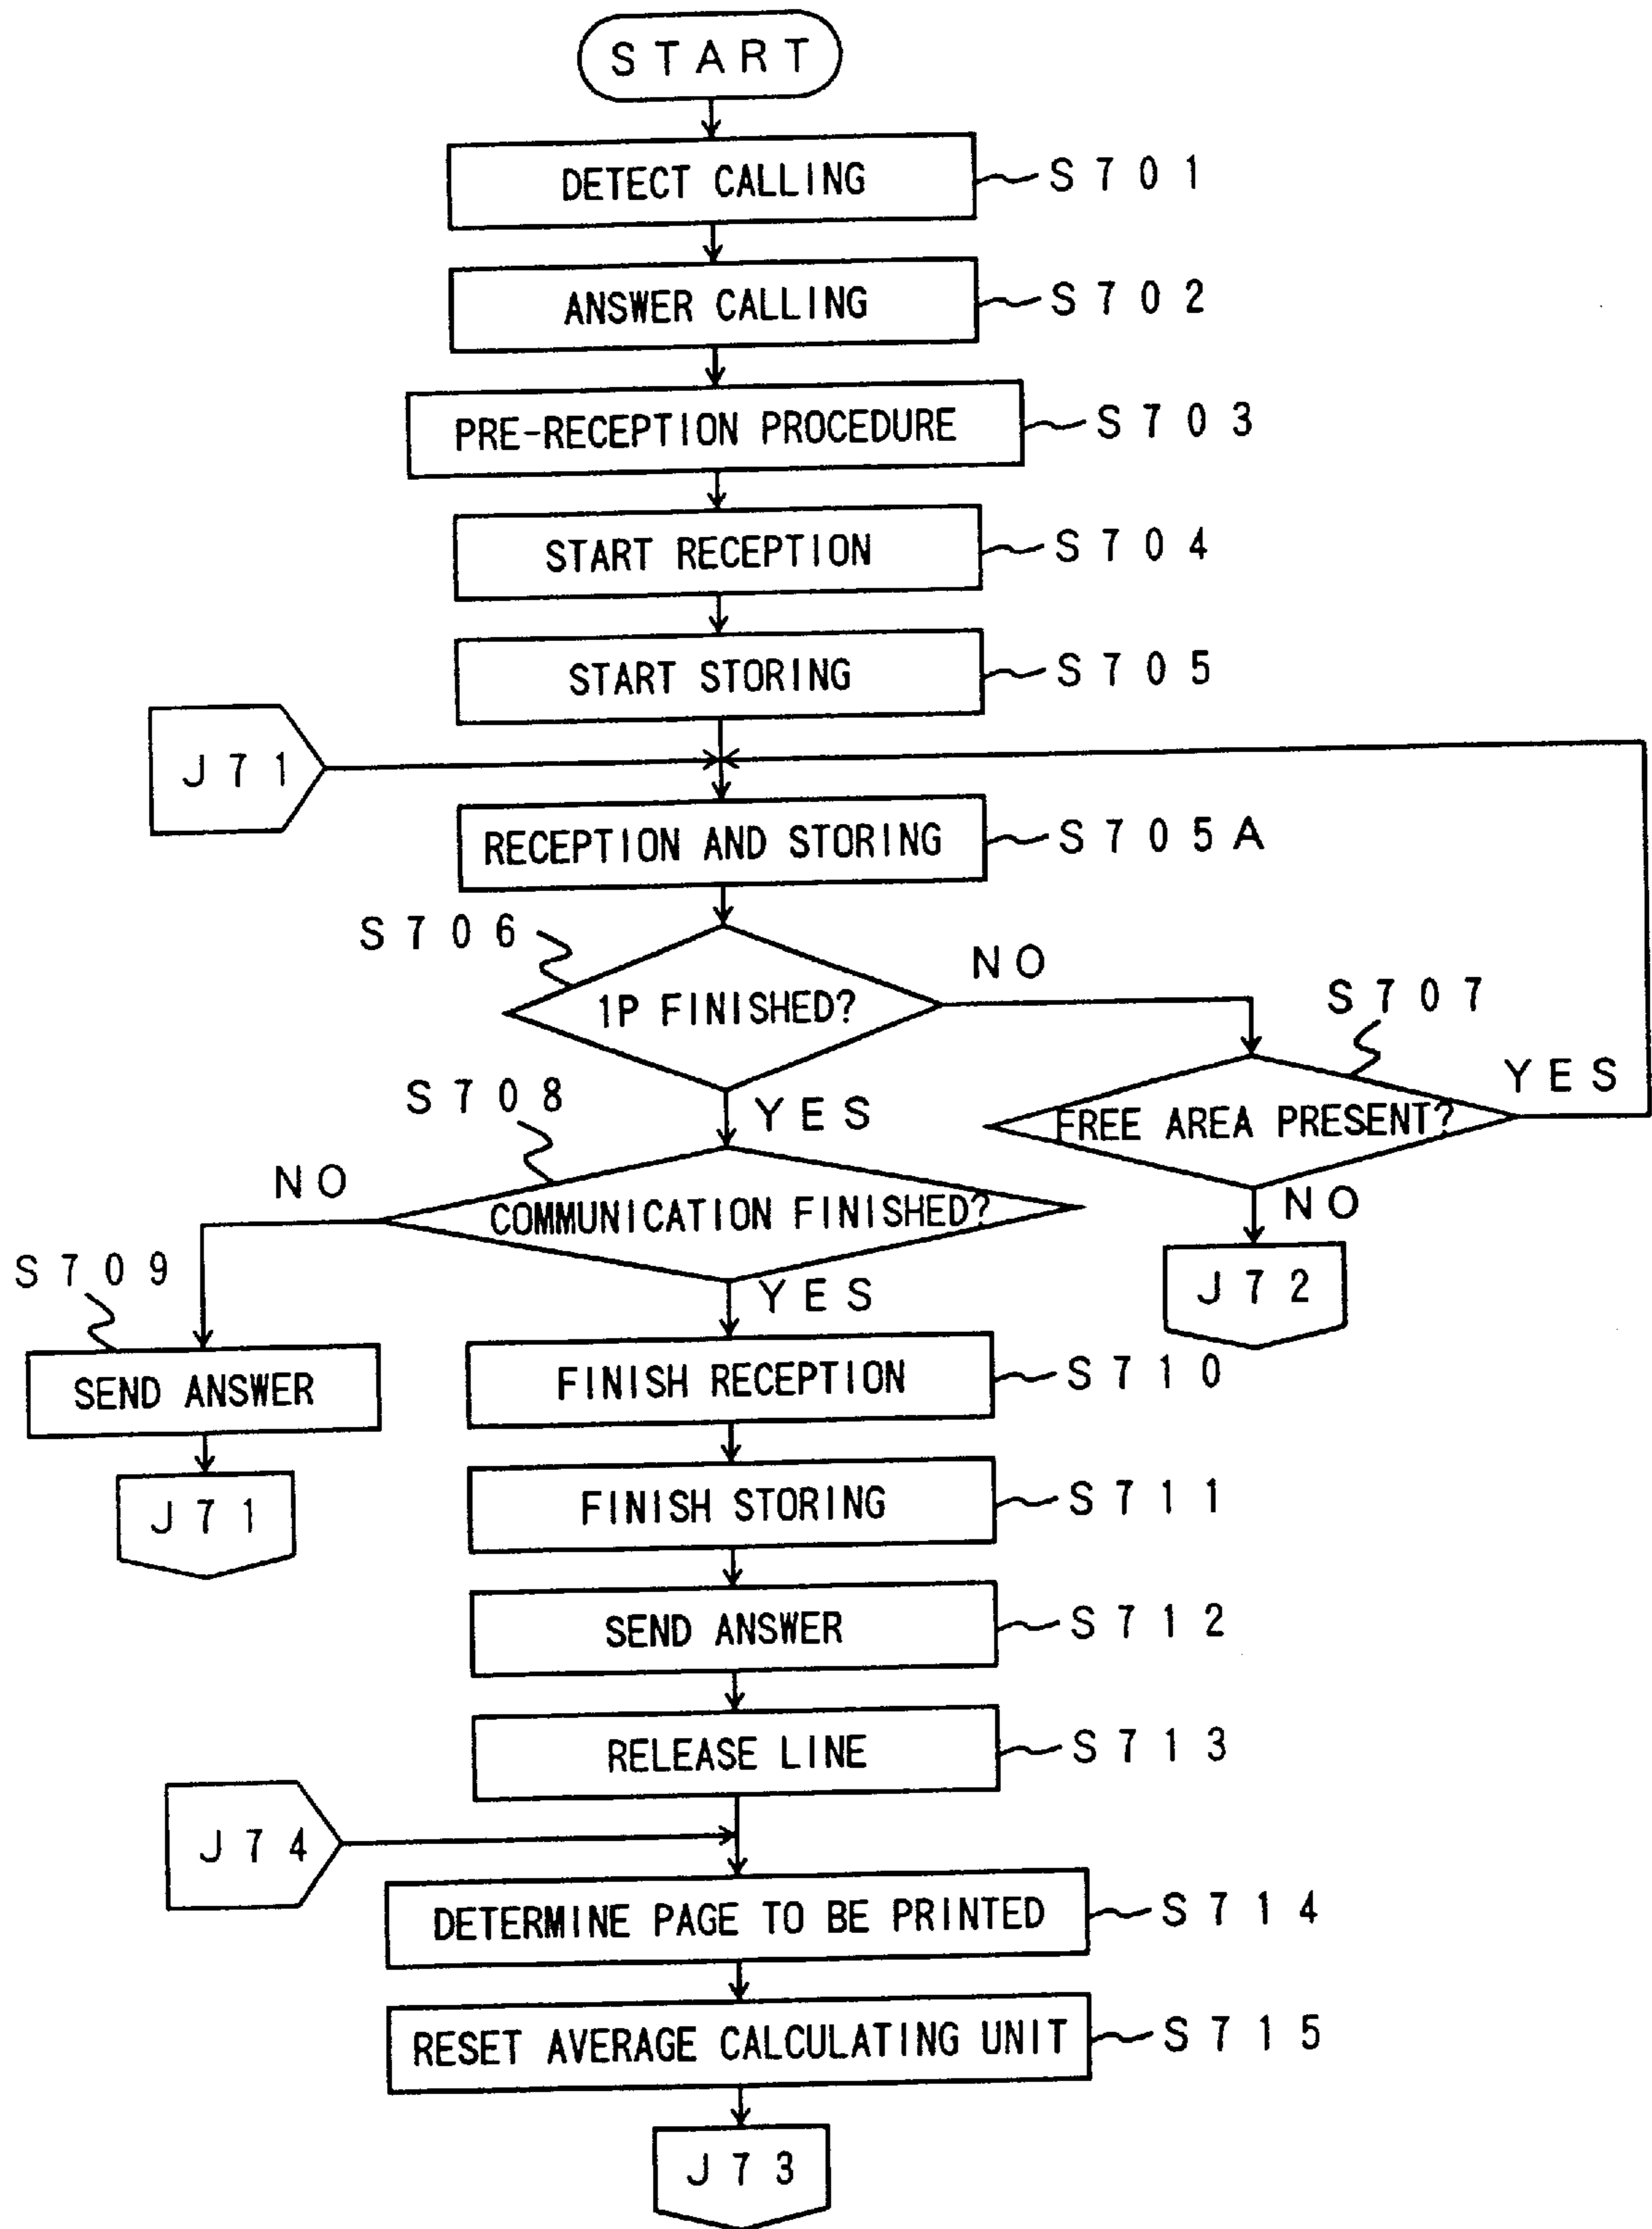 START
DETECT CALLING
S701
ANSWER CALLING
S702
PRE-RECEPTION PROCEDURE
S703
START RECEPTION
S704
START STORING
S705
J71
RECEPTION AND STORING
S705A
S706
1P FINISHED?
NO
S707
FREE AREA PRESENT?
YES
NO
J72
YES
S708
COMMUNICATION FINISHED?
NO
S709
SEND ANSWER
J71
YES
FINISH RECEPTION
S710
FINISH STORING
S711
SEND ANSWER
S712
RELEASE LINE
S713
J74
DETERMINE PAGE TO BE PRINTED
S714
RESET AVERAGE CALCULATING UNIT
S715
J73